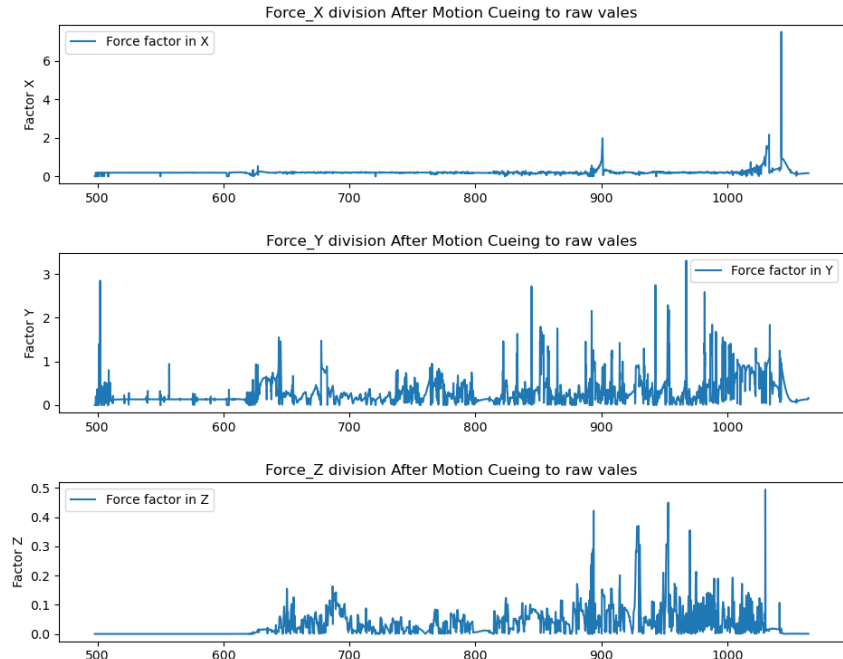 Force_X division After Motion Cueing to raw vales
Force factor in X
Factor X
6
4
2
0
500 600 700 800 900 1000
Force_Y division After Motion Cueing to raw vales
Force factor in Y
Factor Y
3
2
1
0
500 600 700 800 900 1000
Force_Z division After Motion Cueing to raw vales
Force factor in Z
Factor Z
0.5
0.4
0.3
0.2
0.1
0.0
500 600 700 800 900 1000